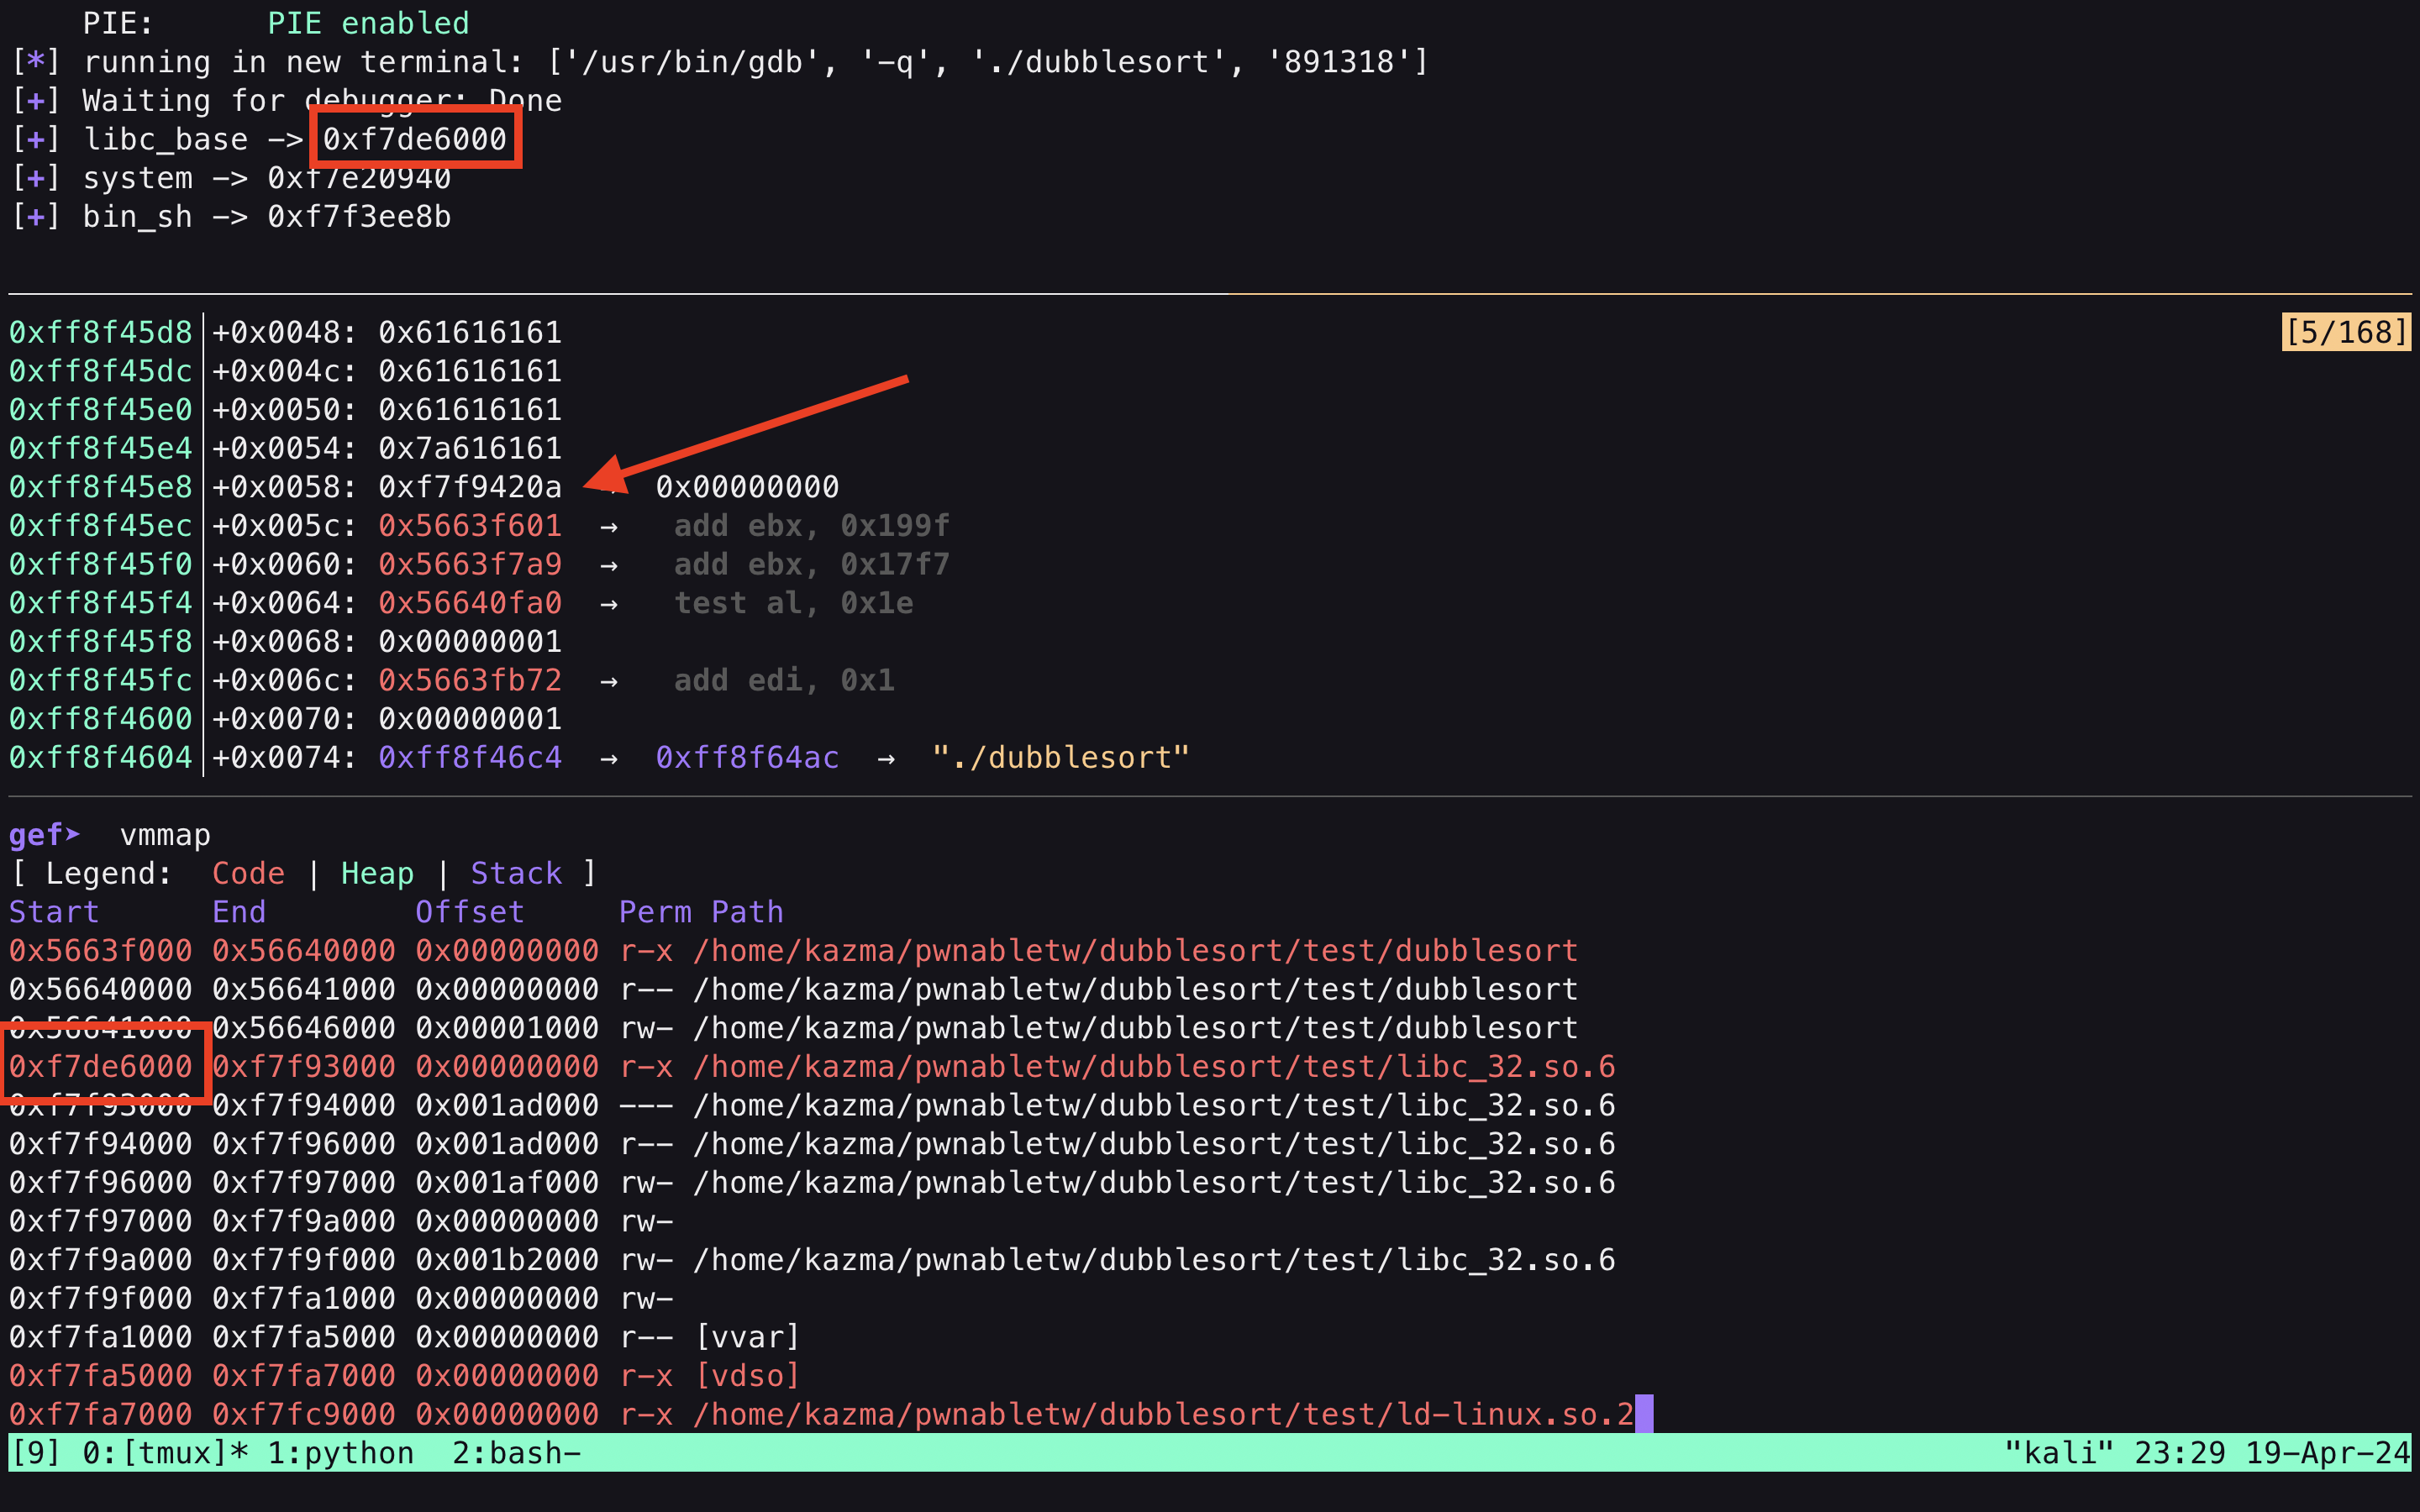 PIE:      PIE enabled
[*] running in new terminal: ['/usr/bin/gdb', '-q', './dubblesort', '891318']
[+] Waiting for debugger: Done
[+] libc_base -> 0xf7de6000
[+] system -> 0xf7e20940
[+] bin_sh -> 0xf7f3ee8b
0xff8f45d8│+0x0048: 0x61616161 [5/168]
0xff8f45dc│+0x004c: 0x61616161
0xff8f45e0│+0x0050: 0x61616161
0xff8f45e4│+0x0054: 0x7a616161
0xff8f45e8│+0x0058: 0xf7f9420a  →  0x00000000
0xff8f45ec│+0x005c: 0x5663f601  →   add ebx, 0x199f
0xff8f45f0│+0x0060: 0x5663f7a9  →   add ebx, 0x17f7
0xff8f45f4│+0x0064: 0x56640fa0  →   test al, 0x1e
0xff8f45f8│+0x0068: 0x00000001
0xff8f45fc│+0x006c: 0x5663fb72  →   add edi, 0x1
0xff8f4600│+0x0070: 0x00000001
0xff8f4604│+0x0074: 0xff8f46c4  →  0xff8f64ac  →  "./dubblesort"
gef➤  vmmap
[ Legend:  Code | Heap | Stack ]
Start      End        Offset     Perm Path
0x5663f000 0x56640000 0x00000000 r-x /home/kazma/pwnabletw/dubblesort/test/dubblesort
0x56640000 0x56641000 0x00000000 r-- /home/kazma/pwnabletw/dubblesort/test/dubblesort
0x56641000 0x56646000 0x00001000 rw- /home/kazma/pwnabletw/dubblesort/test/dubblesort
0xf7de6000 0xf7f93000 0x00000000 r-x /home/kazma/pwnabletw/dubblesort/test/libc_32.so.6
0xf7f93000 0xf7f94000 0x001ad000 --- /home/kazma/pwnabletw/dubblesort/test/libc_32.so.6
0xf7f94000 0xf7f96000 0x001ad000 r-- /home/kazma/pwnabletw/dubblesort/test/libc_32.so.6
0xf7f96000 0xf7f97000 0x001af000 rw- /home/kazma/pwnabletw/dubblesort/test/libc_32.so.6
0xf7f97000 0xf7f9a000 0x00000000 rw-
0xf7f9a000 0xf7f9f000 0x001b2000 rw- /home/kazma/pwnabletw/dubblesort/test/libc_32.so.6
0xf7f9f000 0xf7fa1000 0x00000000 rw-
0xf7fa1000 0xf7fa5000 0x00000000 r-- [vvar]
0xf7fa5000 0xf7fa7000 0x00000000 r-x [vdso]
0xf7fa7000 0xf7fc9000 0x00000000 r-x /home/kazma/pwnabletw/dubblesort/test/ld-linux.so.2
[9] 0:[tmux]* 1:python  2:bash- "kali" 23:29 19-Apr-24